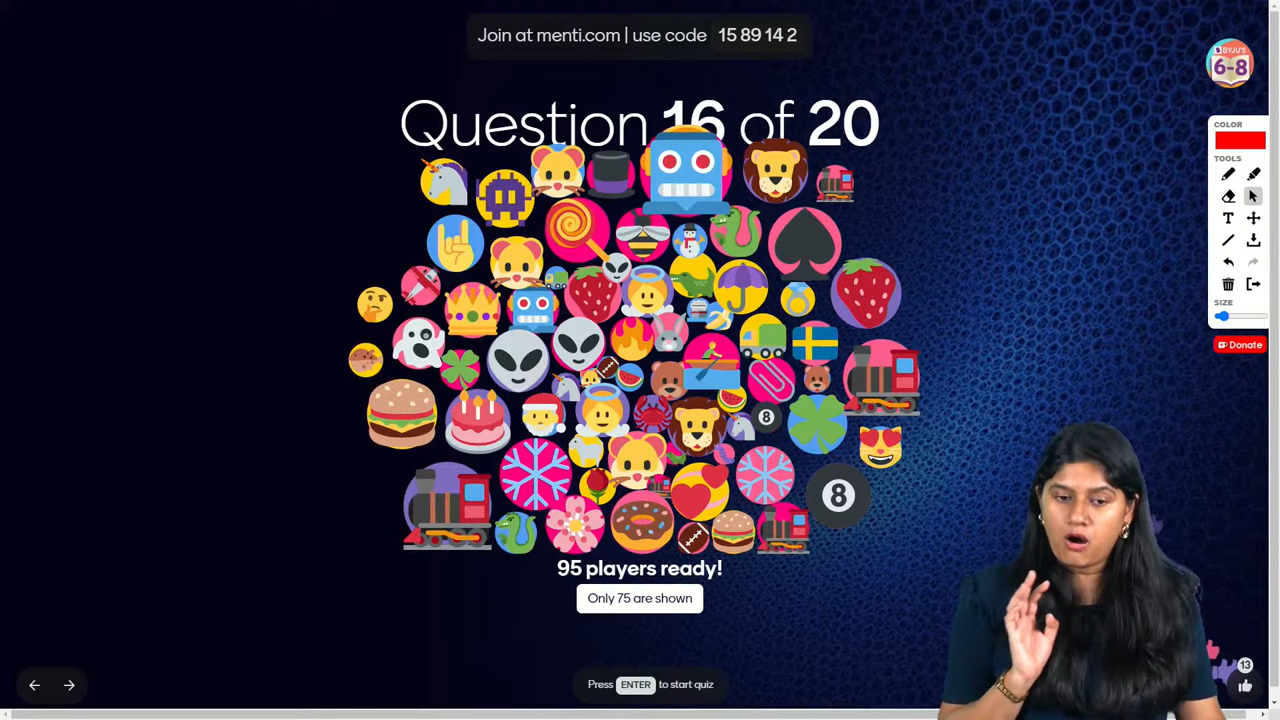 Join at menti.com | use code 15 89 14 2
BYJU'S
6-8
Question 16 of 20
COLOR
TOOLS
T
SIZE
Donate
8
8
95 players ready!
Only 75 are shown
Press ENTER to start quiz
13